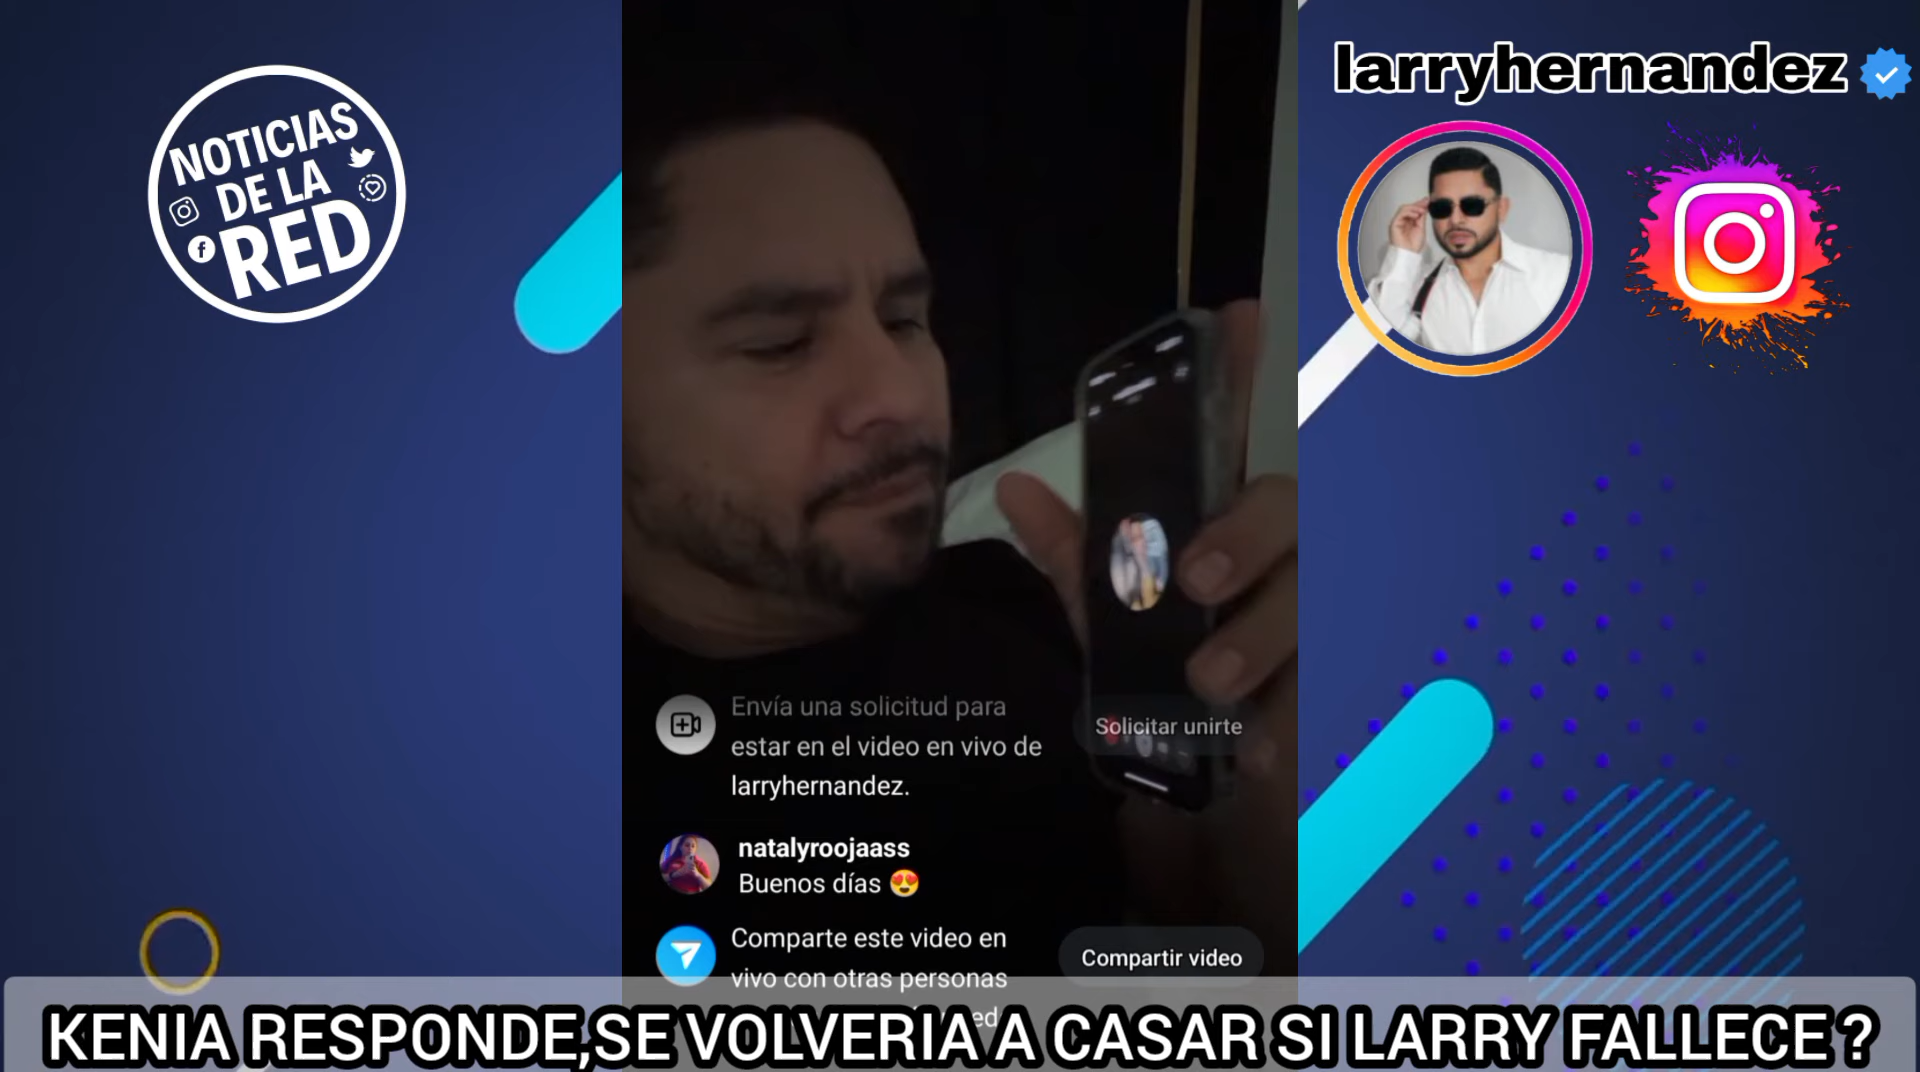 NOTICIAS
DE LA
RED
larryhernandez
Envía una solicitud para
estar en el video en vivo de
larryhernandez.
Solicitar unirte
natalyroojaass
Buenos días 😍
Comparte este video en
vivo con otras personas
Compartir video
KENIA RESPONDE,SE VOLVERIA A CASAR SI LARRY FALLECE ?